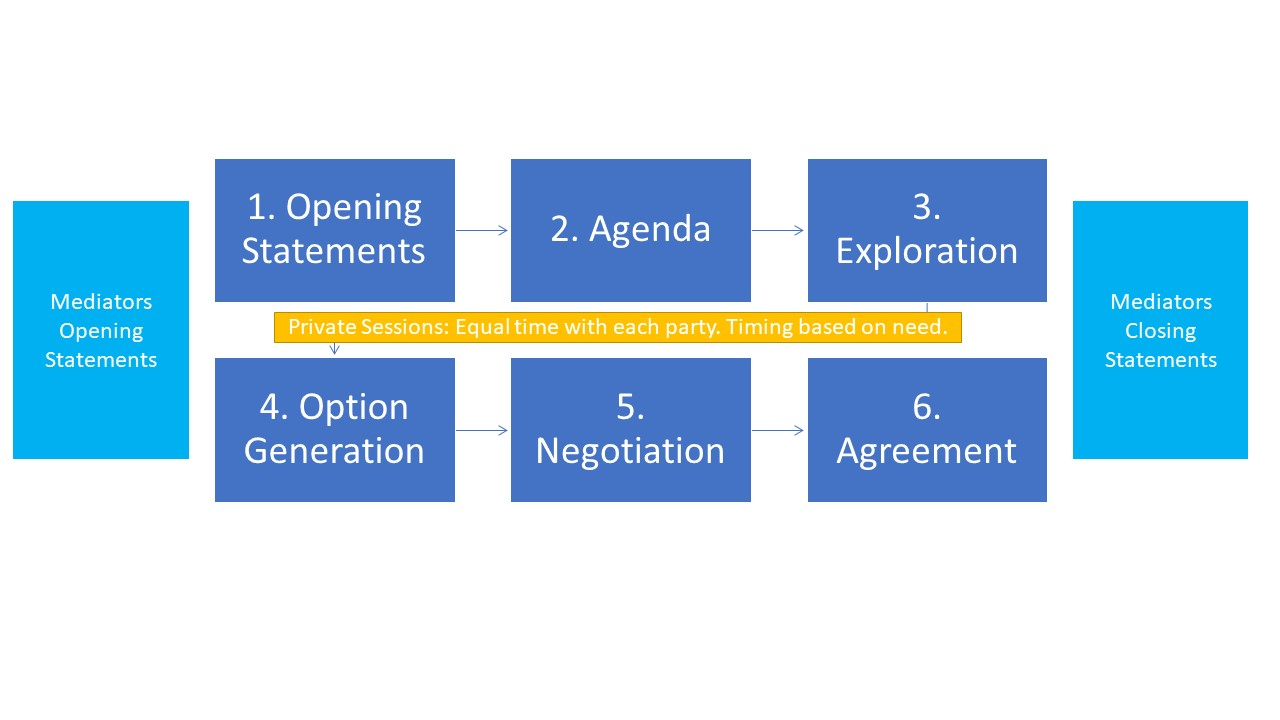 Mediators
Opening
Statements
1. Opening
Statements
2. Agenda
3.
Exploration
Private Sessions: Equal time with each party. Timing based on need.
4. Option
Generation
5.
Negotiation
6.
Agreement
Mediators
Closing
Statements